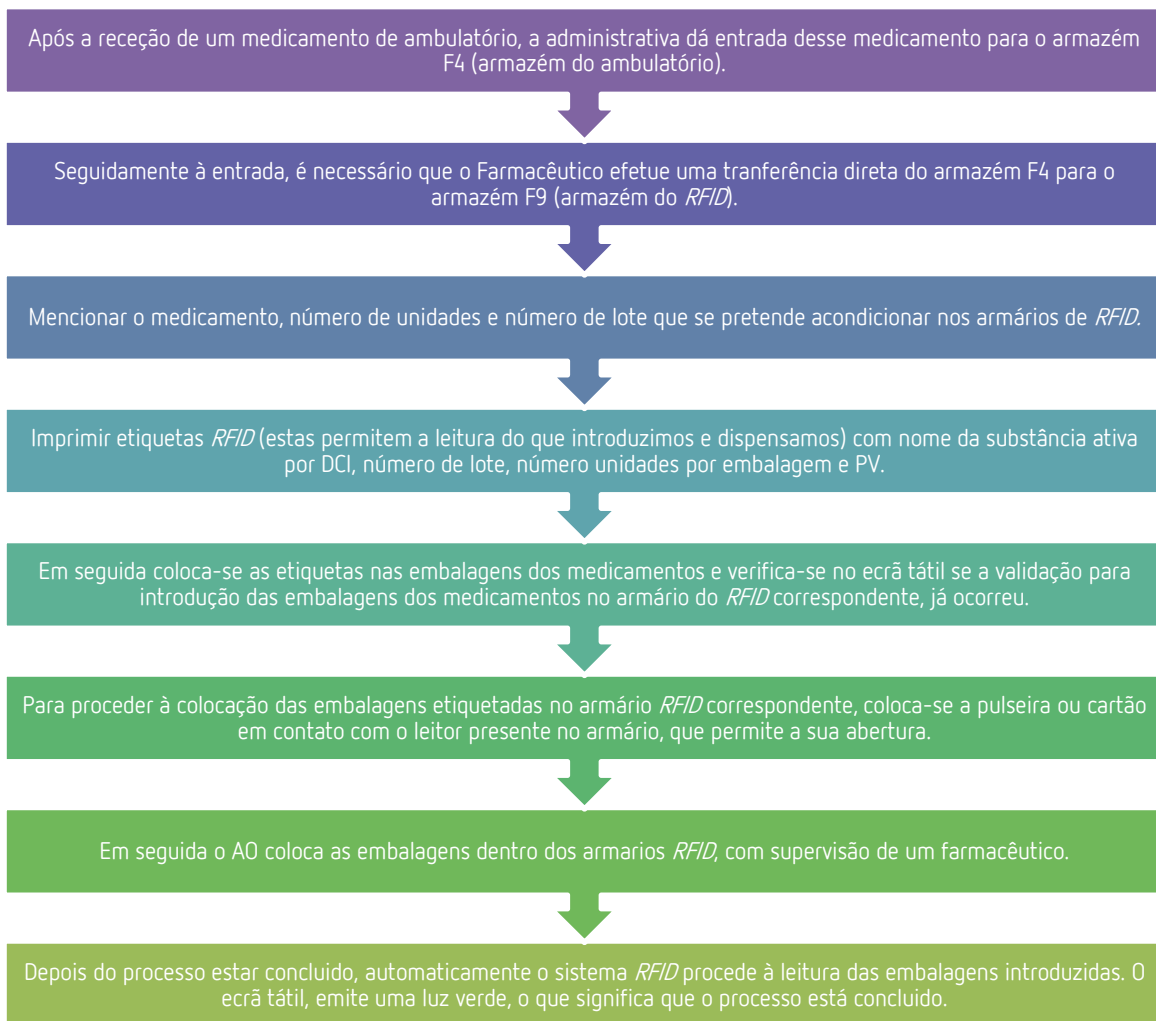 Após a receção de um medicamento de ambulatório, a administrativa dá entrada desse medicamento para o armazém
F4 (armazém do ambulatório).
Seguidamente à entrada, é necessário que o Farmacêutico efetue uma tranferência direta do armazém F4 para o
armazém F9 (armazém do RFID).
Mencionar o medicamento, número de unidades e número de lote que se pretende acondicionar nos armários de RFID.
Imprimir etiquetas RFID (estas permitem a leitura do que introduzimos e dispensamos) com nome da substância ativa
por DCI, número de lote, número unidades por embalagem e PV.
Em seguida coloca-se as etiquetas nas embalagens dos medicamentos e verifica-se no ecrã tátil se a validação para
introdução das embalagens dos medicamentos no armário do RFID correspondente, já ocorreu.
Para proceder à colocação das embalagens etiquetadas no armário RFID correspondente, coloca-se a pulseira ou cartão
em contato com o leitor presente no armário, que permite a sua abertura.
Em seguida o AO coloca as embalagens dentro dos armarios RFID, com supervisão de um farmacêutico.
Depois do processo estar concluido, automaticamente o sistema RFID procede à leitura das embalagens introduzidas. O
ecrã tátil, emite uma luz verde, o que significa que o processo está concluido.